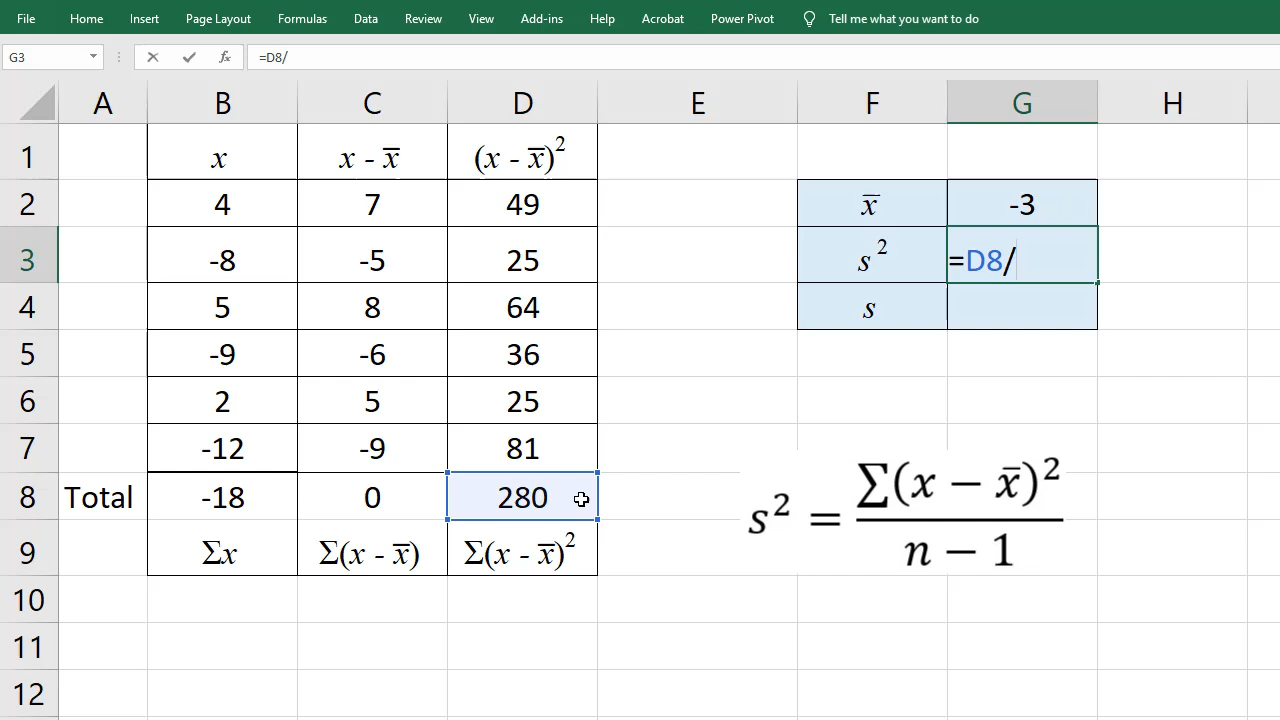 File Home Insert Page Layout Formulas Data Review View Add-ins Help Acrobat Power Pivot Tell me what you want to do
G3 fx =D8/
A B C D E F G H
1 x x - x̅ (x - x̅)²
2 4 7 49 x̅ -3
3 -8 -5 25 s² =D8/
4 5 8 64 s
5 -9 -6 36
6 2 5 25
7 -12 -9 81
8 Total -18 0 280
s² = ∑(x − x̅)² / n − 1
9 Σx Σ(x - x̅) Σ(x - x̅)²
10
11
12